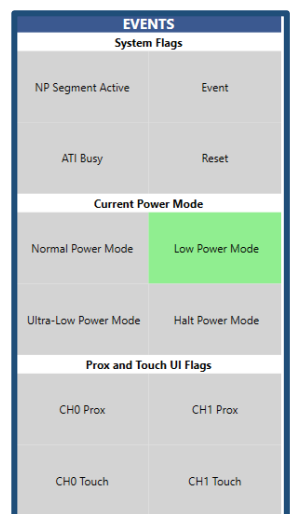 EVENTS
System Flags
NP Segment Active Event
ATI Busy Reset
Current Power Mode
Normal Power Mode Low Power Mode
Ultra-Low Power Mode Halt Power Mode
Prox and Touch UI Flags
CH0 Prox CH1 Prox
CH0 Touch CH1 Touch